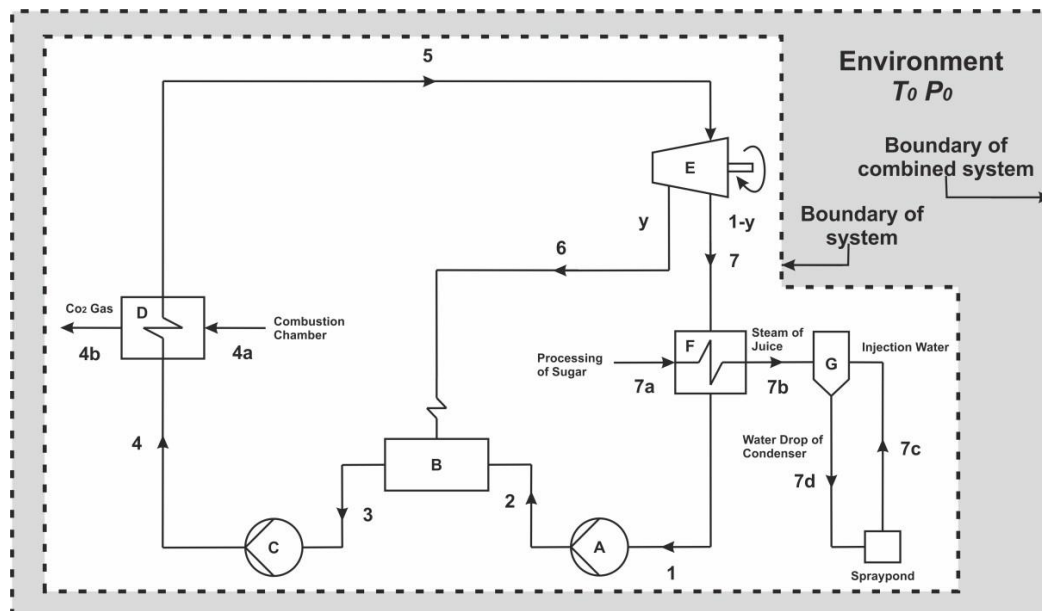 5
Environment
T₀ P₀
Boundary of
combined system
E
y
1-y
Boundary of
system
6
7
Co₂ Gas
D
Combustion
Chamber
4b
4a
Steam of
Juice
Processing
of Sugar
F
G
Injection Water
7a
7b
4
B
Water Drop of
Condenser
7c
7d
3
2
C
A
1
Spraypond